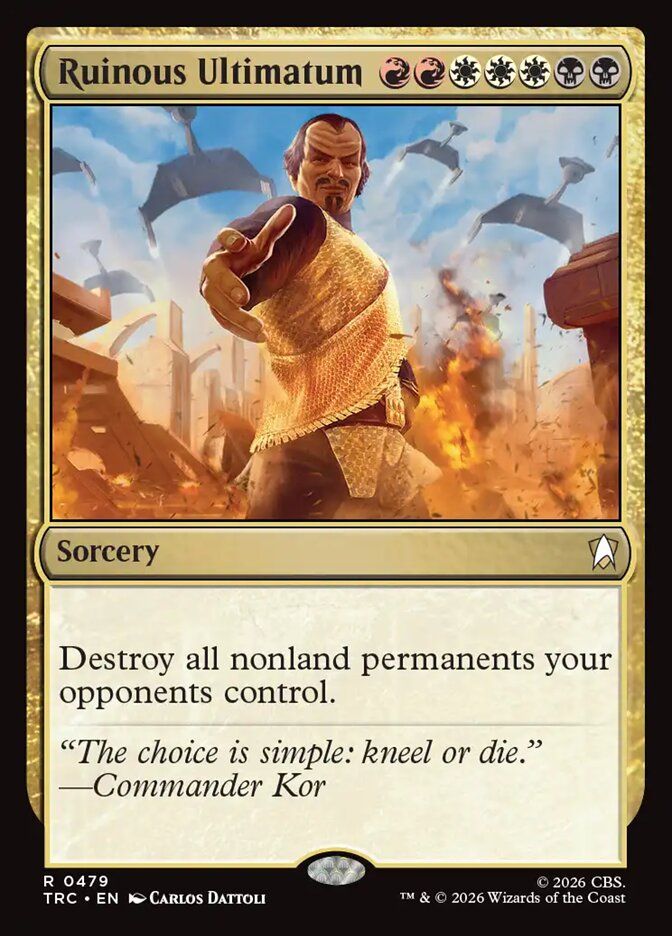 Ruinous Ultimatum
Sorcery
Destroy all nonland permanents your
opponents control.
“The choice is simple: kneel or die.”
—Commander Kor
R 0479
TRC • EN Carlos Dattoli
© 2026 CBS.
™ & © 2026 Wizards of the Coast